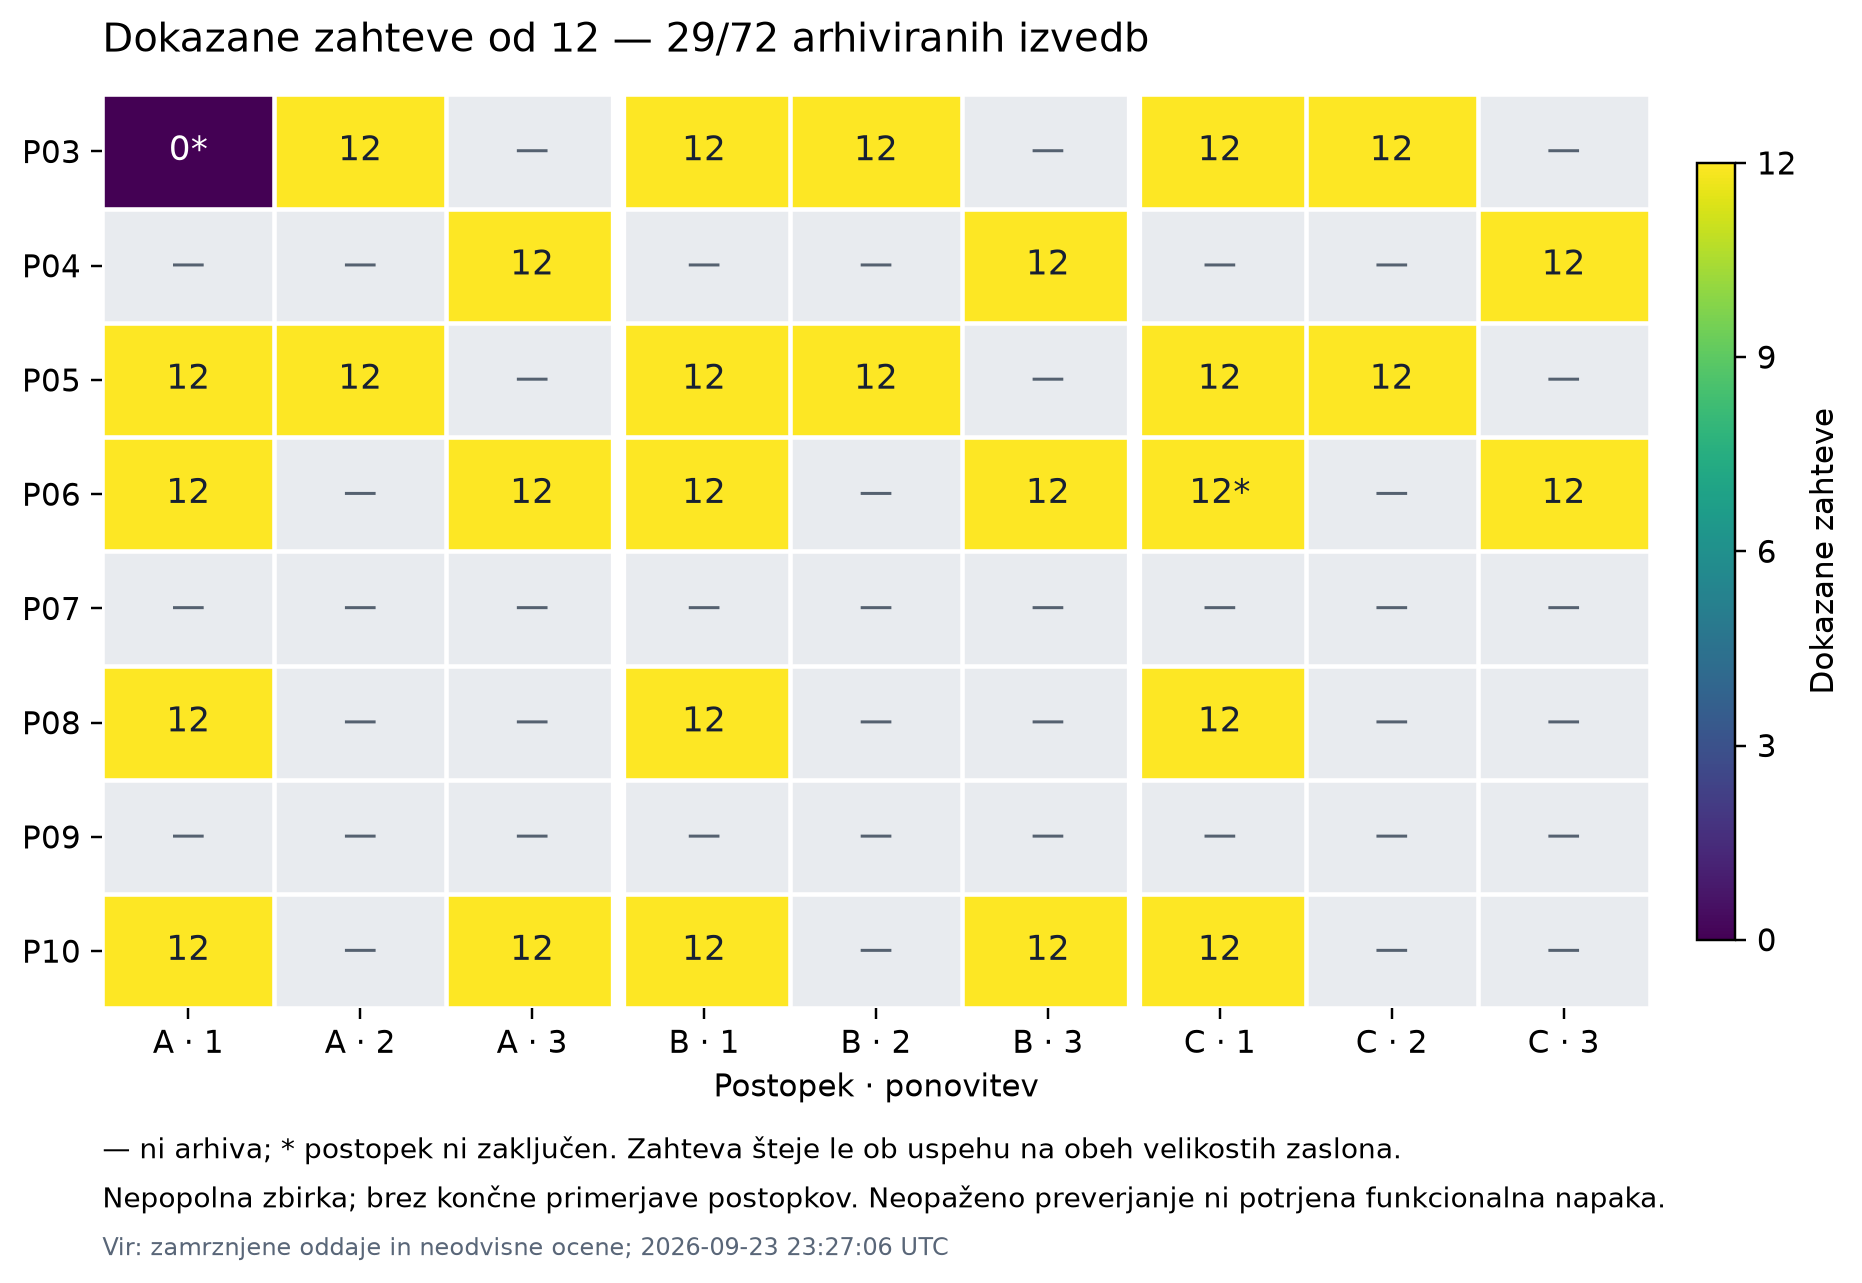 Dokazane zahteve od 12 — 29/72 arhiviranih izvedb
P03 0* 12 — 12 12 — 12 12 —
P04 — — 12 — — 12 — — 12
P05 12 12 — 12 12 — 12 12 —
P06 12 — 12 12 — 12 12* — 12
P07 — — — — — — — — —
P08 12 — — 12 — — 12 — —
P09 — — — — — — — — —
P10 12 — 12 12 — 12 12 — —
A · 1 A · 2 A · 3 B · 1 B · 2 B · 3 C · 1 C · 2 C · 3
Postopek · ponovitev
12
9
6
3
0
Dokazane zahteve
— ni arhiva; * postopek ni zaključen. Zahteva šteje le ob uspehu na obeh velikostih zaslona.
Nepopolna zbirka; brez končne primerjave postopkov. Neopaženo preverjanje ni potrjena funkcionalna napaka.
Vir: zamrznjene oddaje in neodvisne ocene; 2026-09-23 23:27:06 UTC